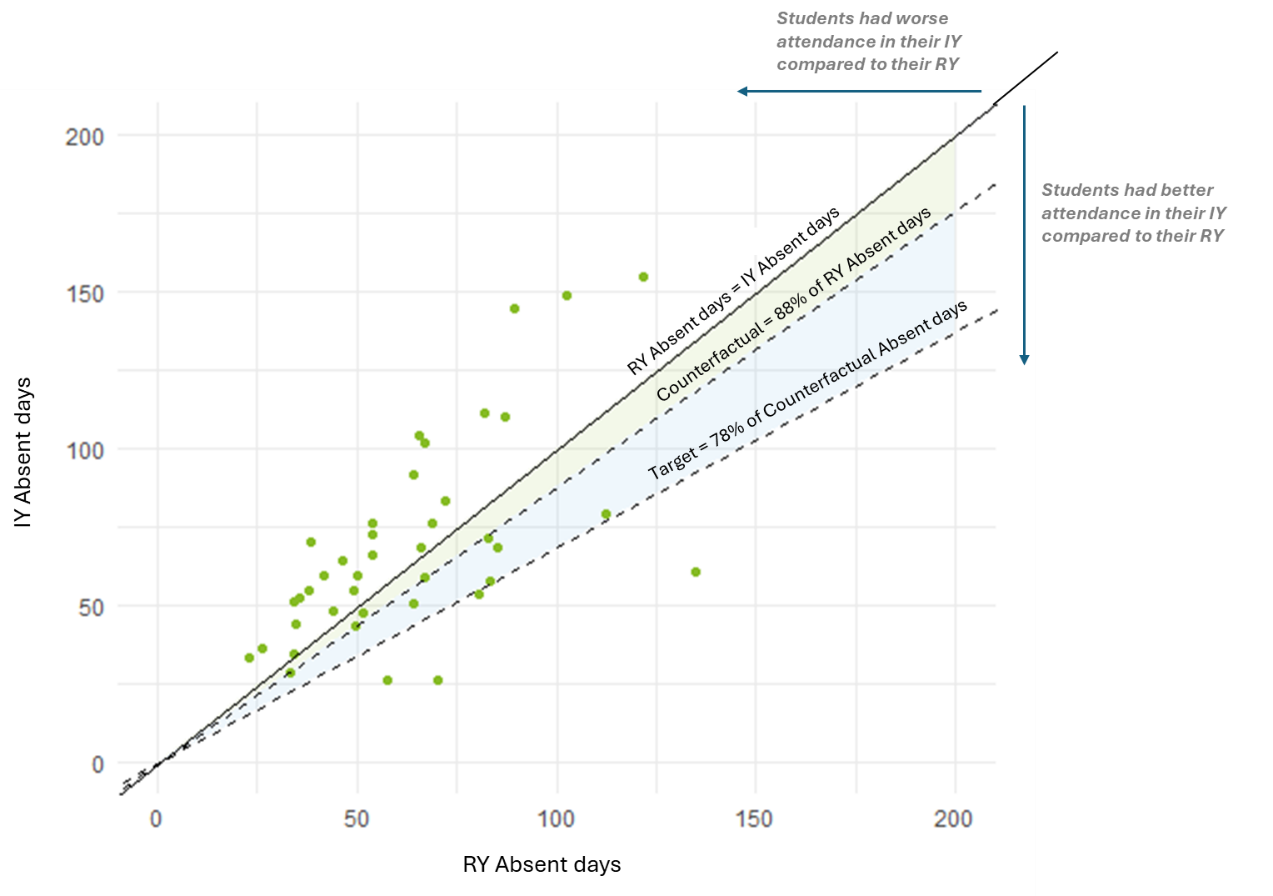 Students had worse
attendance in their IY
compared to their RY
Students had better
attendance in their IY
compared to their RY
RY Absent days = IY Absent days
Counterfactual = 88% of RY Absent days
Target = 78% of Counterfactual Absent days
IY Absent days
200
150
100
50
0
0
50
100
150
200
RY Absent days